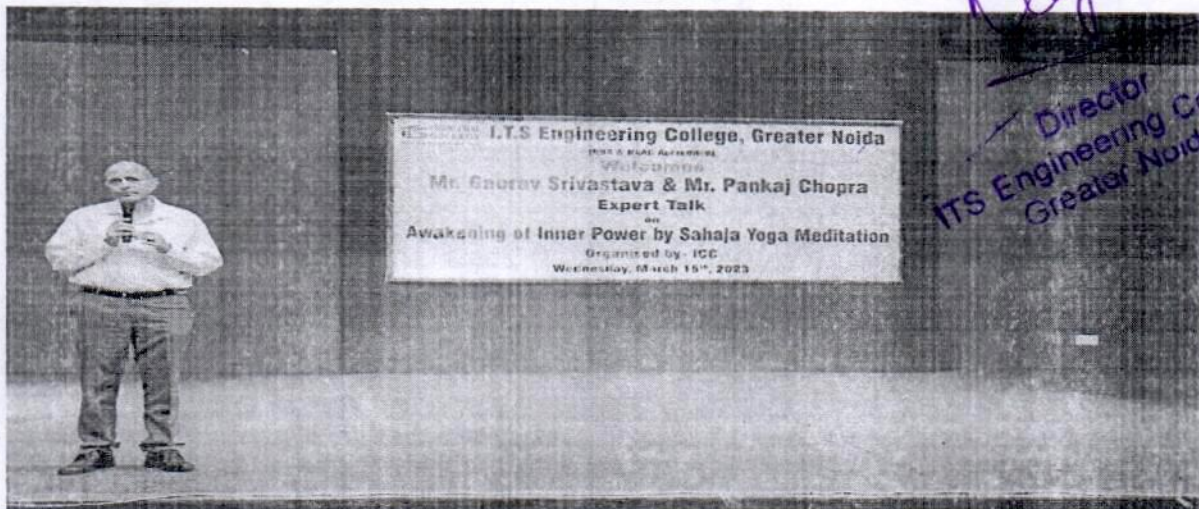 I.T.S Engineering College, Greater Noida
Welcomes
Mr. Gaurav Srivastava & Mr. Pankaj Chopra
Expert Talk
on
Awakening of Inner Power by Sahaja Yoga Meditation
Organized by- ICC
Wednesday, March 15th, 2023
Director
ITS Engineering Co
Greater Noid